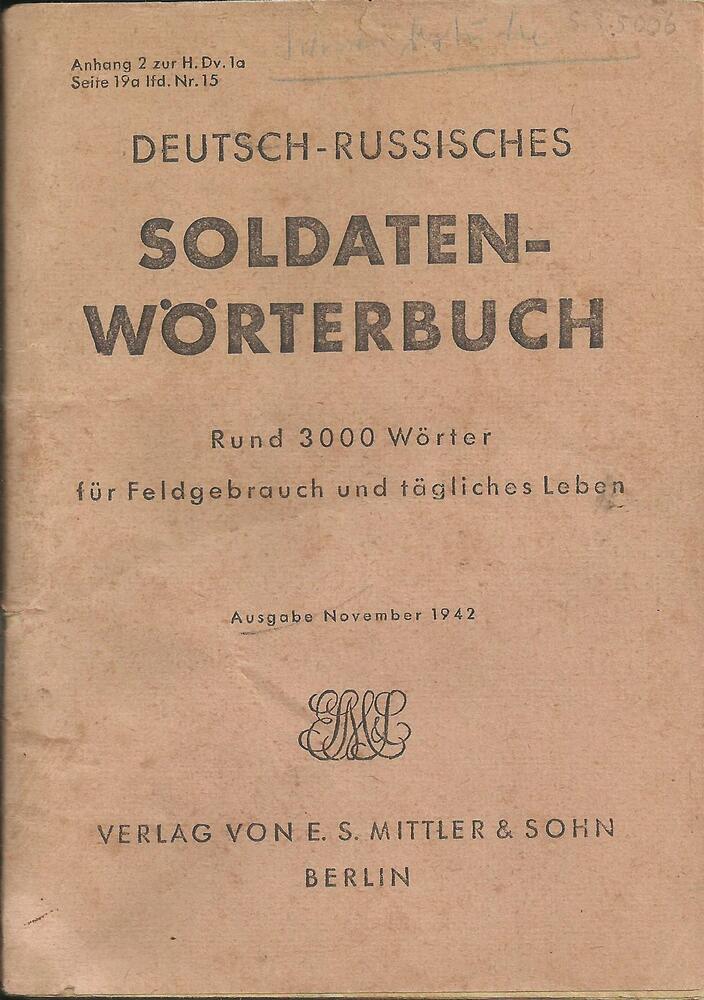 Anhang 2 zur H. Dv. 1a
Seite 19a lfd. Nr. 15
DEUTSCH-RUSSISCHES
SOLDATEN-
WÖRTERBUCH
Rund 3000 Wörter
für Feldgebrauch und tägliches Leben
Ausgabe November 1942
VERLAG VON E. S. MITTLER & SOHN
BERLIN